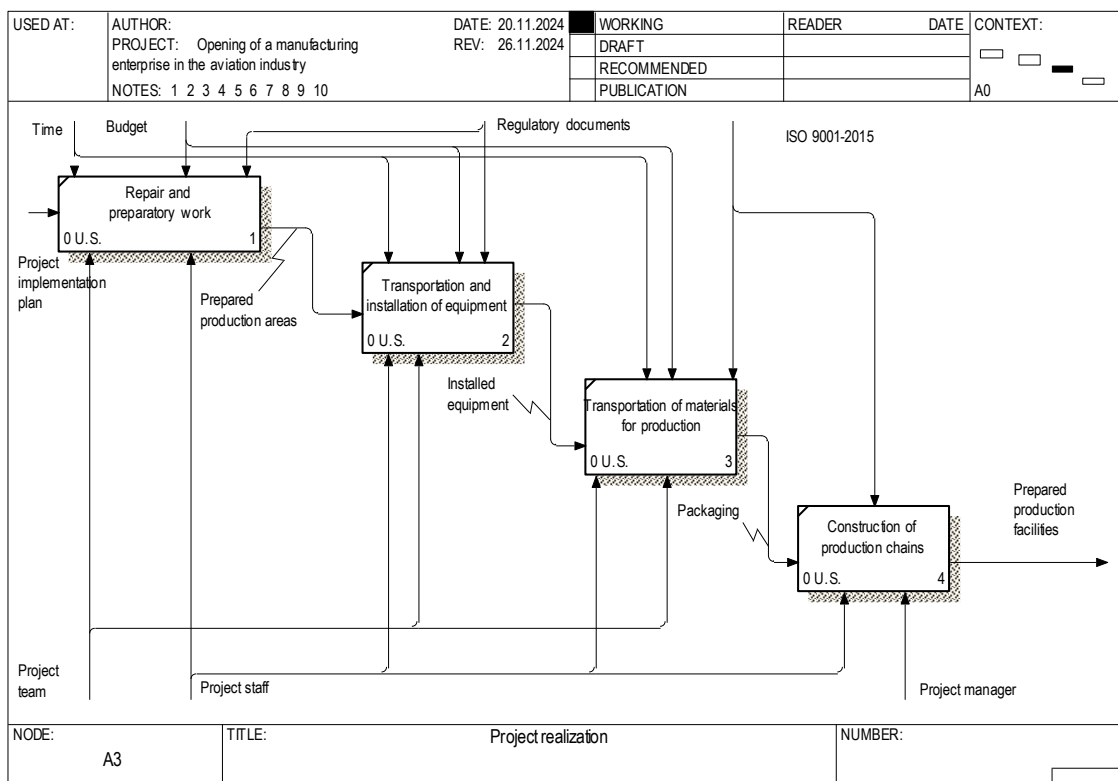 USED AT:
AUTHOR:
DATE: 20.11.2024
PROJECT: Opening of a manufacturing
REV: 26.11.2024
enterprise in the aviation industry
NOTES: 1 2 3 4 5 6 7 8 9 10
WORKING
DRAFT
RECOMMENDED
PUBLICATION
READER
DATE
CONTEXT:
A0
Time
Budget
Regulatory documents
ISO 9001-2015
Repair and
preparatory work
0 U.S.
1
Project
implementation
plan
Prepared
production areas
Transportation and
installation of equipment
0 U.S.
2
Installed
equipment
Transportation of materials
for production
0 U.S.
3
Packaging
Construction of
production chains
0 U.S.
4
Prepared
production
facilities
Project
team
Project staff
Project manager
NODE:
A3
TITLE:
Project realization
NUMBER: